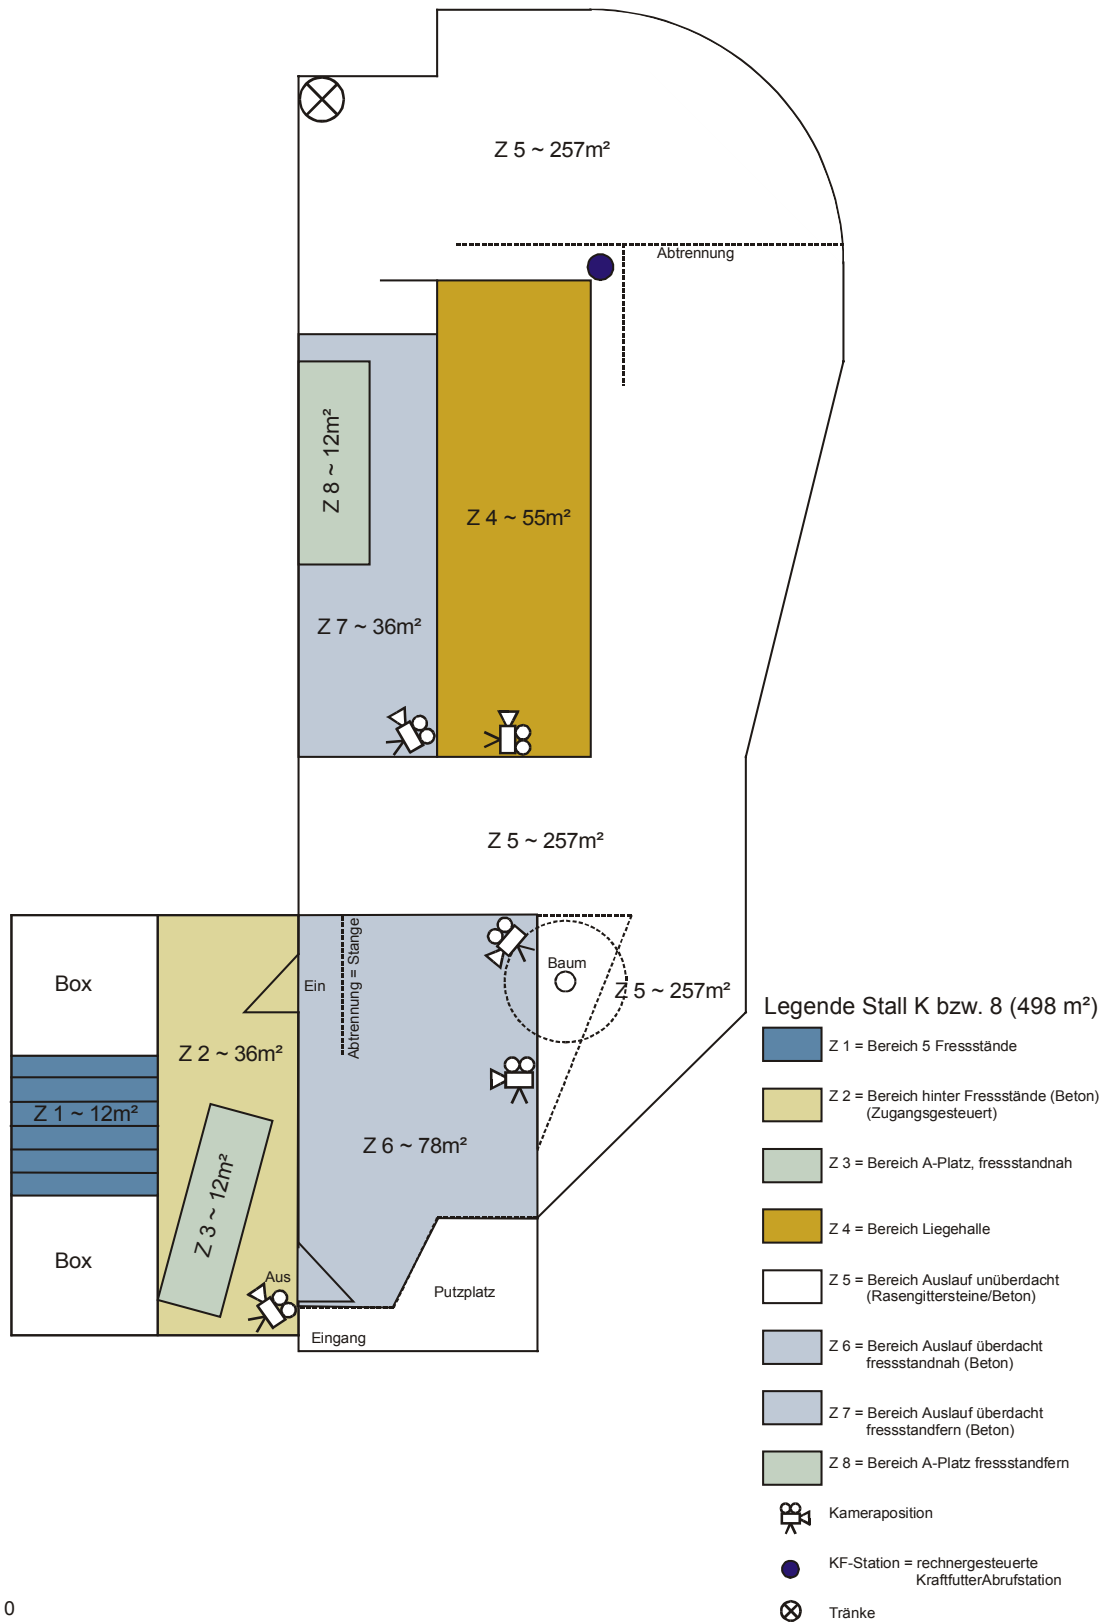 Z 5 ~ 257m²
Abtrennung
Z 8 ~ 12m²
Z 4 ~ 55m²
Z 7 ~ 36m²
Z 5 ~ 257m²
Box
Ein
Abtrennung = Stange
Baum
Z 5 ~ 257m²
Z 2 ~ 36m²
Z 1 ~ 12m²
Z 6 ~ 78m²
Z 3 ~ 12m²
Box
Aus
Putzplatz
Eingang
Legende Stall K bzw. 8 (498 m²)
Z 1 = Bereich 5 Fressstände
Z 2 = Bereich hinter Fressstände (Beton)
(Zugangsgesteuert)
Z 3 = Bereich A-Platz, fressstandnah
Z 4 = Bereich Liegehalle
Z 5 = Bereich Auslauf unüberdacht
(Rasengittersteine/Beton)
Z 6 = Bereich Auslauf überdacht
fressstandnah (Beton)
Z 7 = Bereich Auslauf überdacht
fressstandfern (Beton)
Z 8 = Bereich A-Platz fressstandfern
Kameraposition
KF-Station = rechnergesteuerte
KraftfutterAbrufstation
Tränke
0